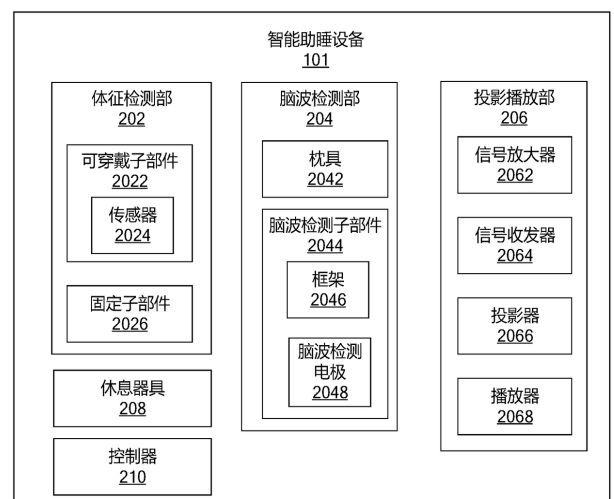 智能助睡设备
101
体征检测部
202
可穿戴子部件
2022
传感器
2024
固定子部件
2026
休息器具
208
控制器
210
脑波检测部
204
枕具
2042
脑波检测子部件
2044
框架
2046
脑波检测
电极
2048
投影播放部
206
信号放大器
2062
信号收发器
2064
投影器
2066
播放器
2068